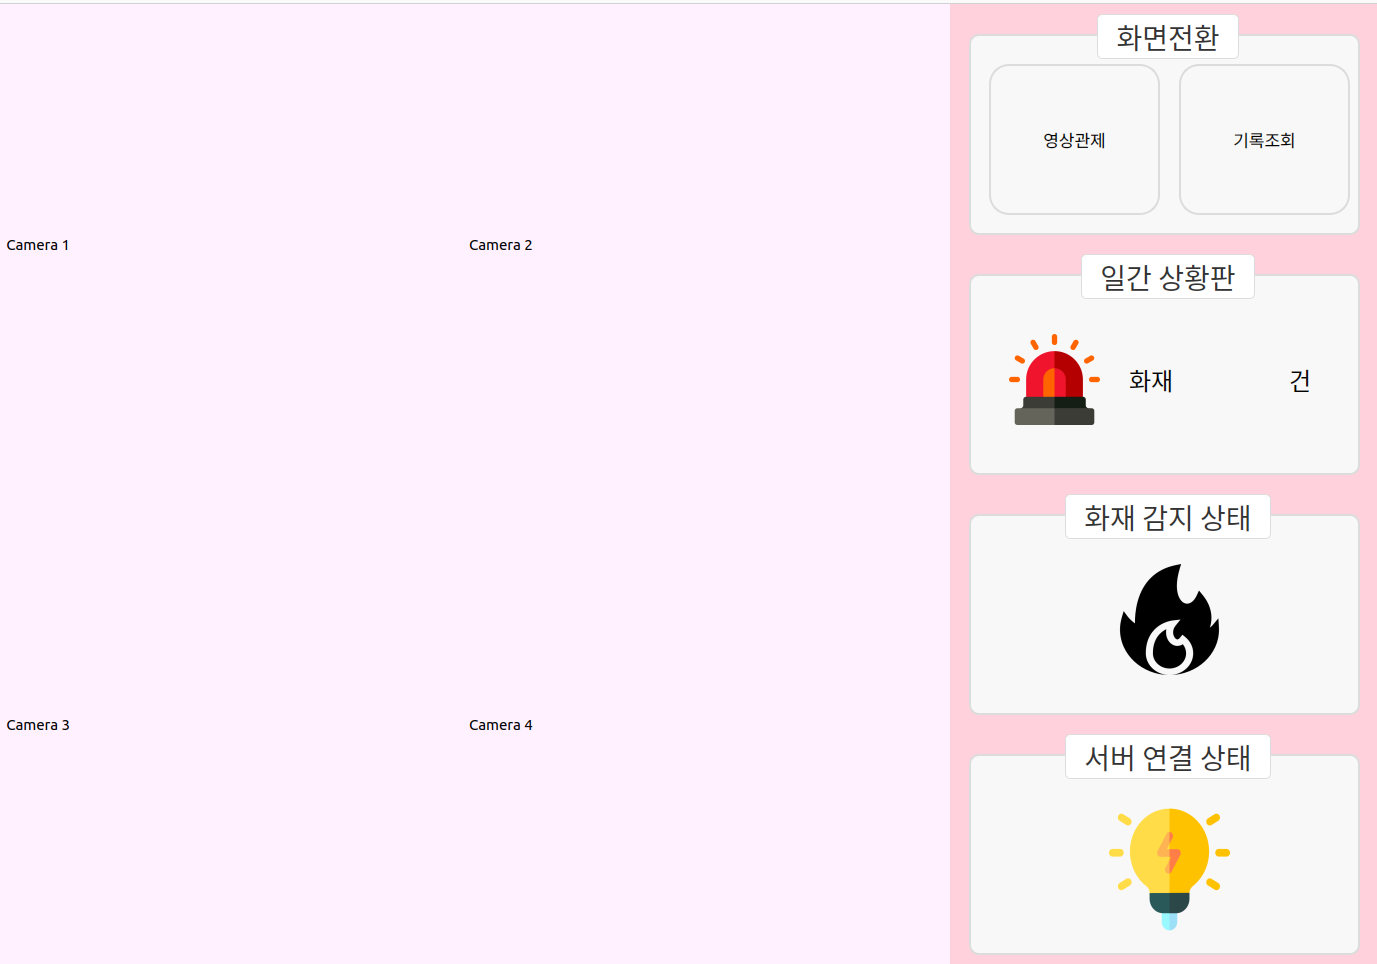 Camera 1
Camera 2
Camera 3
Camera 4
화면전환
영상관제
기록조회
일간 상황판
화재 건
화재 감지 상태
서버 연결 상태